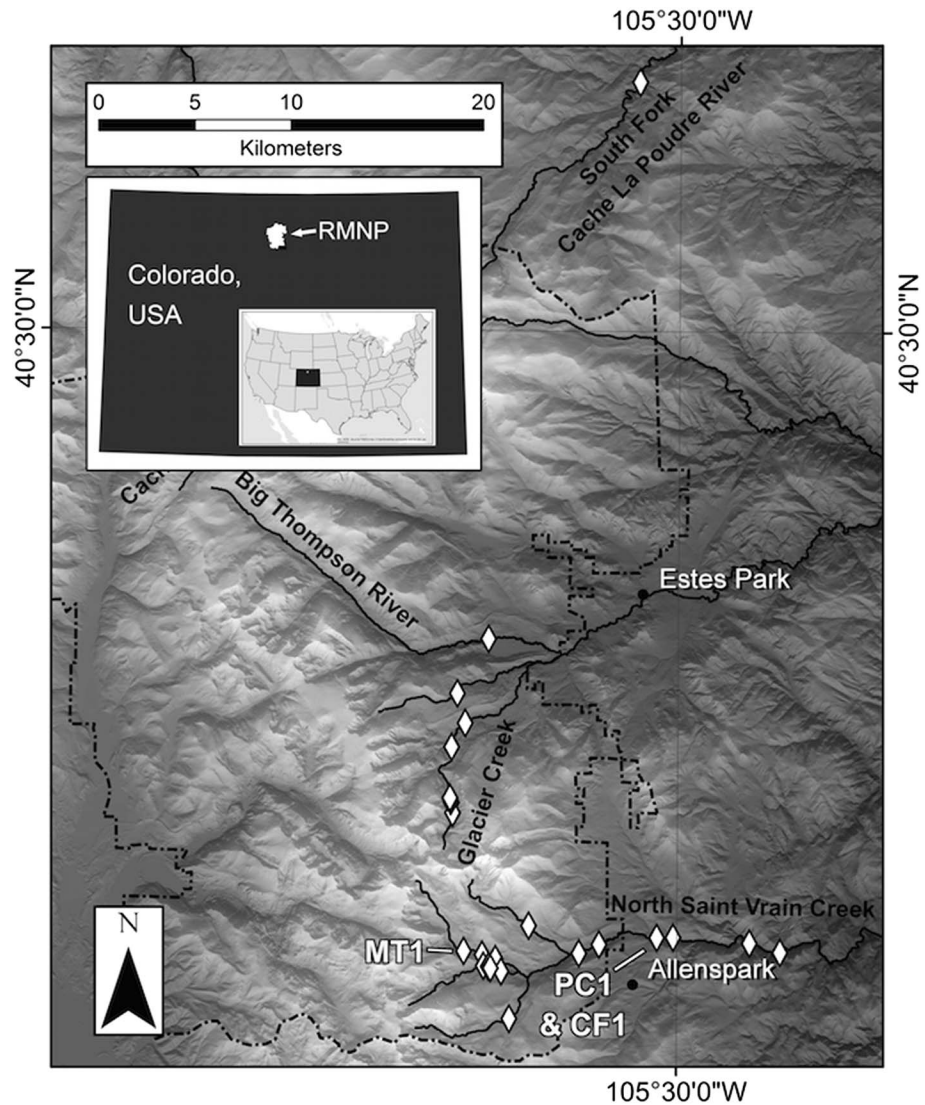 105°30'0"W
0 5 10 20
Kilometers
South Fork
Cache La Poudre River
RMNP
Colorado,
USA
40°30'0"N
40°30'0"N
Big Thompson River
Estes Park
Glacier Creek
North Saint Vrain Creek
MT1
Allenspark
PC1
& CF1
N
105°30'0"W